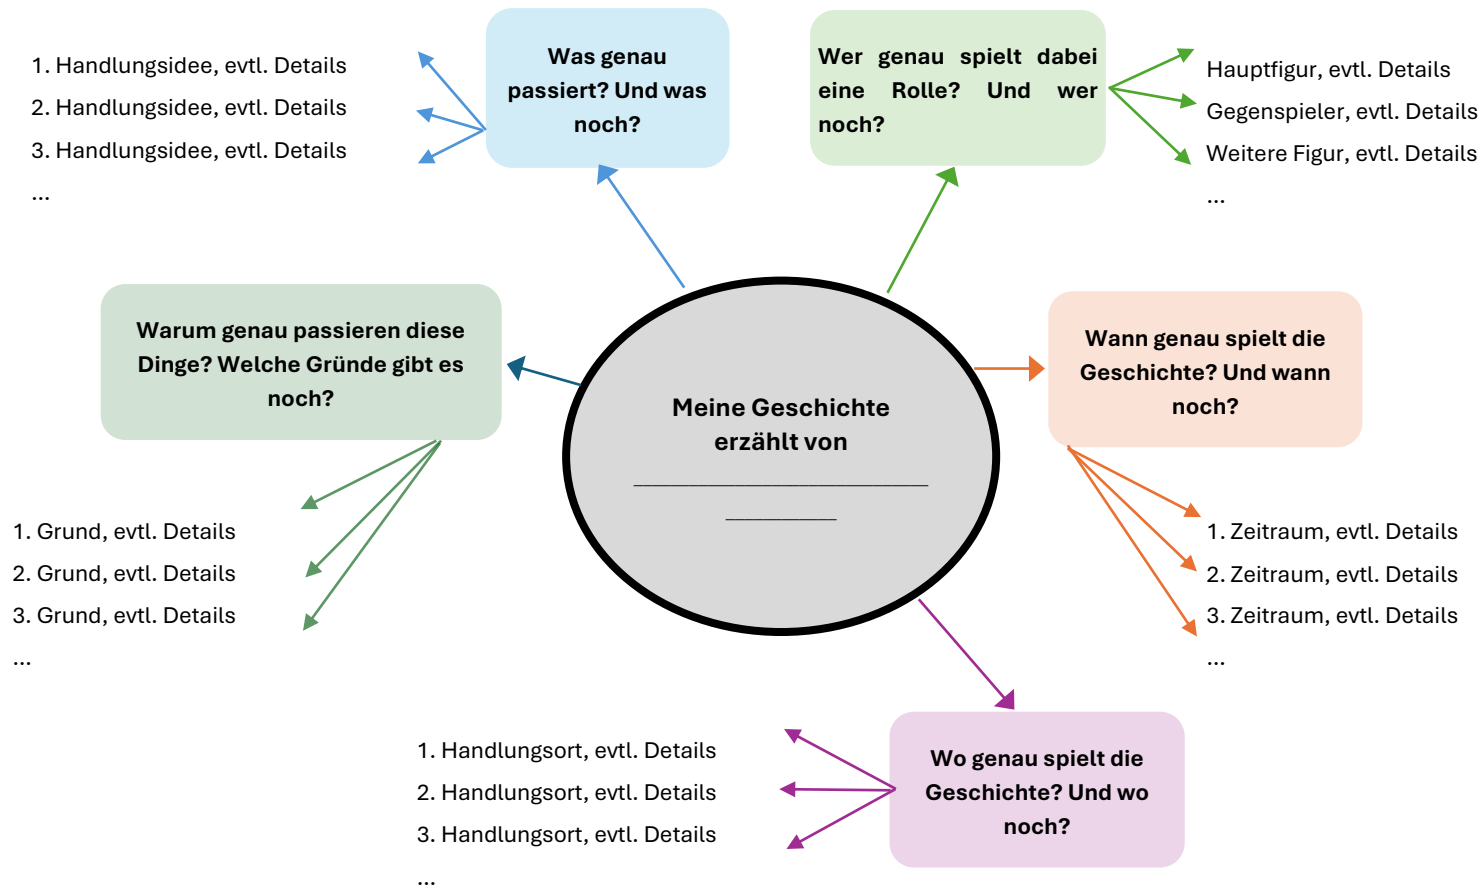 Was genau
passiert? Und was
noch?
1. Handlungsidee, evtl. Details
2. Handlungsidee, evtl. Details
3. Handlungsidee, evtl. Details
...
Wer genau spielt dabei
eine Rolle? Und wer
noch?
Hauptfigur, evtl. Details
Gegenspieler, evtl. Details
Weitere Figur, evtl. Details
...
Warum genau passieren diese
Dinge? Welche Gründe gibt es
noch?
1. Grund, evtl. Details
2. Grund, evtl. Details
3. Grund, evtl. Details
...
Meine Geschichte
erzählt von
________________________________
____________
Wann genau spielt die
Geschichte? Und wann
noch?
1. Zeitraum, evtl. Details
2. Zeitraum, evtl. Details
3. Zeitraum, evtl. Details
...
Wo genau spielt die
Geschichte? Und wo
noch?
1. Handlungsort, evtl. Details
2. Handlungsort, evtl. Details
3. Handlungsort, evtl. Details
...